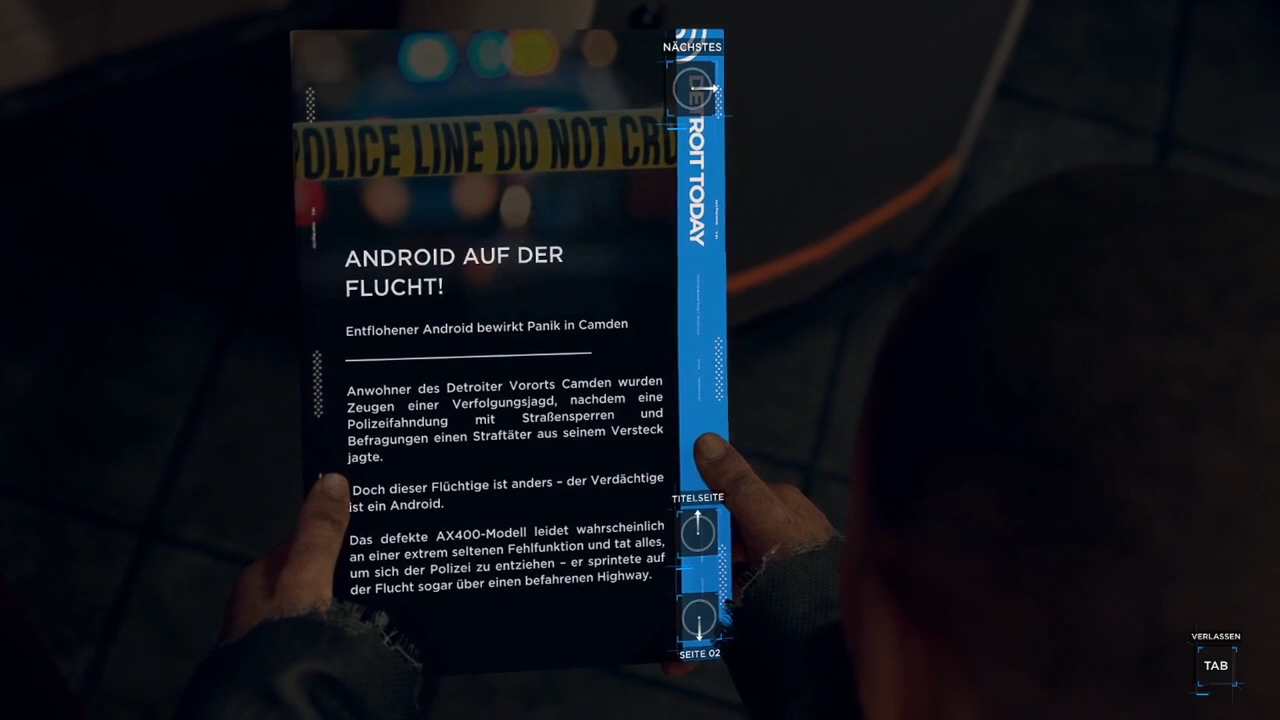 NÄCHSTES
DETROIT TODAY
POLICE LINE DO NOT CRO
ANDROID AUF DER
FLUCHT!
Entflohener Android bewirkt Panik in Camden
Anwohner des Detroiter Vororts Camden wurden
Zeugen einer Verfolgungsjagd, nachdem eine
Polizeifahndung mit Straßensperren und
Befragungen einen Straftäter aus seinem Versteck
jagte.
Doch dieser Flüchtige ist anders – der Verdächtige
ist ein Android.
Das defekte AX400-Modell leidet wahrscheinlich
an einer extrem seltenen Fehlfunktion und tat alles,
um sich der Polizei zu entziehen – er sprintete auf
der Flucht sogar über einen befahrenen Highway.
TITELSEITE
SEITE 02
VERLASSEN
TAB